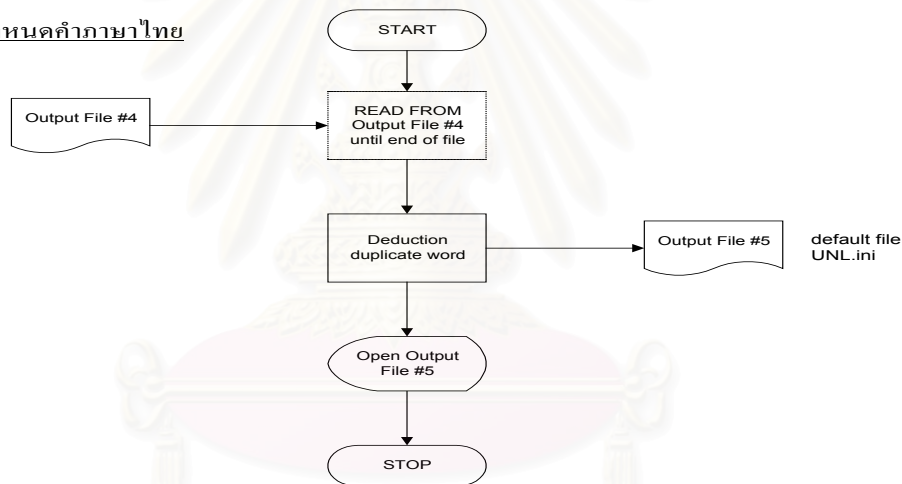 หนดคำภาษาไทย
START
Output File #4
READ FROM
Output File #4
until end of file
Deduction
duplicate word
Output File #5
default file
UNL.ini
Open Output
File #5
STOP